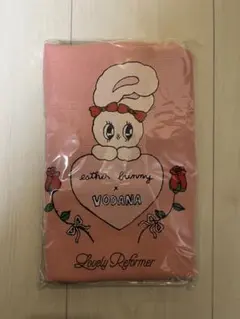 esther bunny
x
VODANA
Lovely Reformer